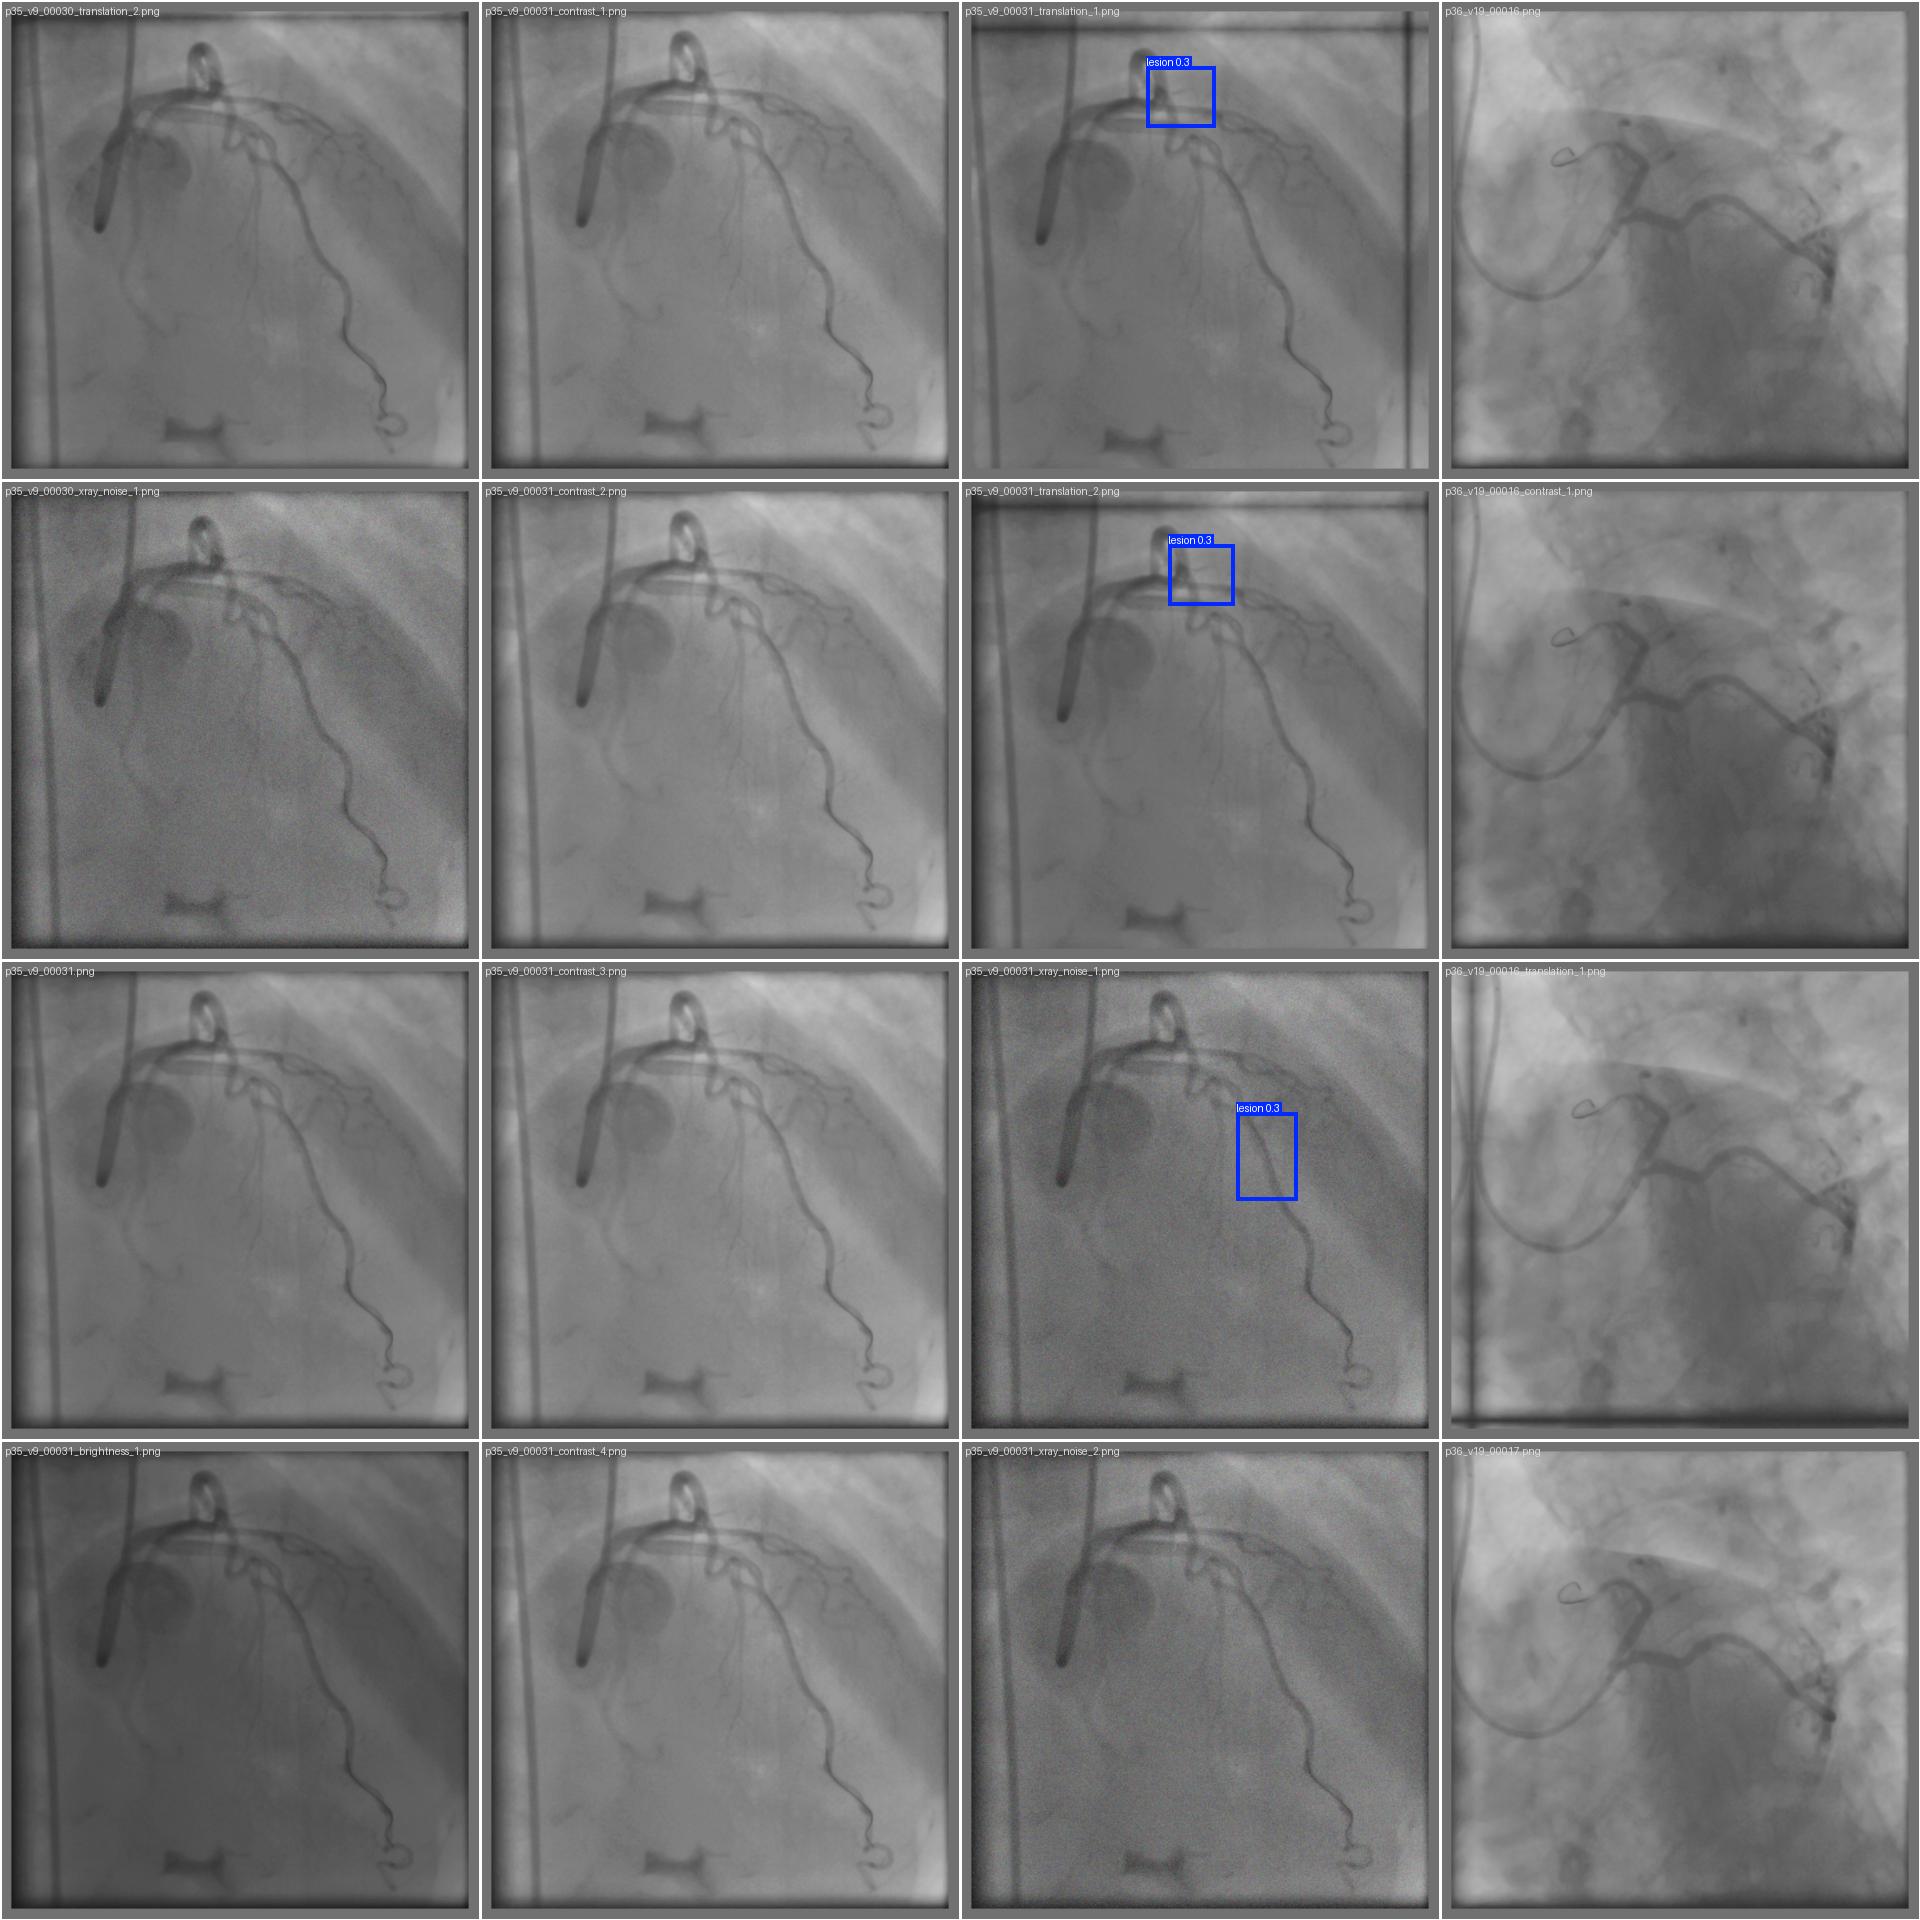 p35_v9_00030_translation_2.png
p35_v9_00031_contrast_1.png
p35_v9_00031_translation_1.png
lesion 0.3
p36_v19_00016.png
p35_v9_00030_xray_noise_1.png
p35_v9_00031_contrast_2.png
p35_v9_00031_translation_2.png
lesion 0.3
p36_v19_00016_contrast_1.png
p35_v9_00031.png
p35_v9_00031_contrast_3.png
p35_v9_00031_xray_noise_1.png
lesion 0.3
p36_v19_00016_translation_1.png
p35_v9_00031_brightness_1.png
p35_v9_00031_contrast_4.png
p35_v9_00031_xray_noise_2.png
p36_v19_00017.png